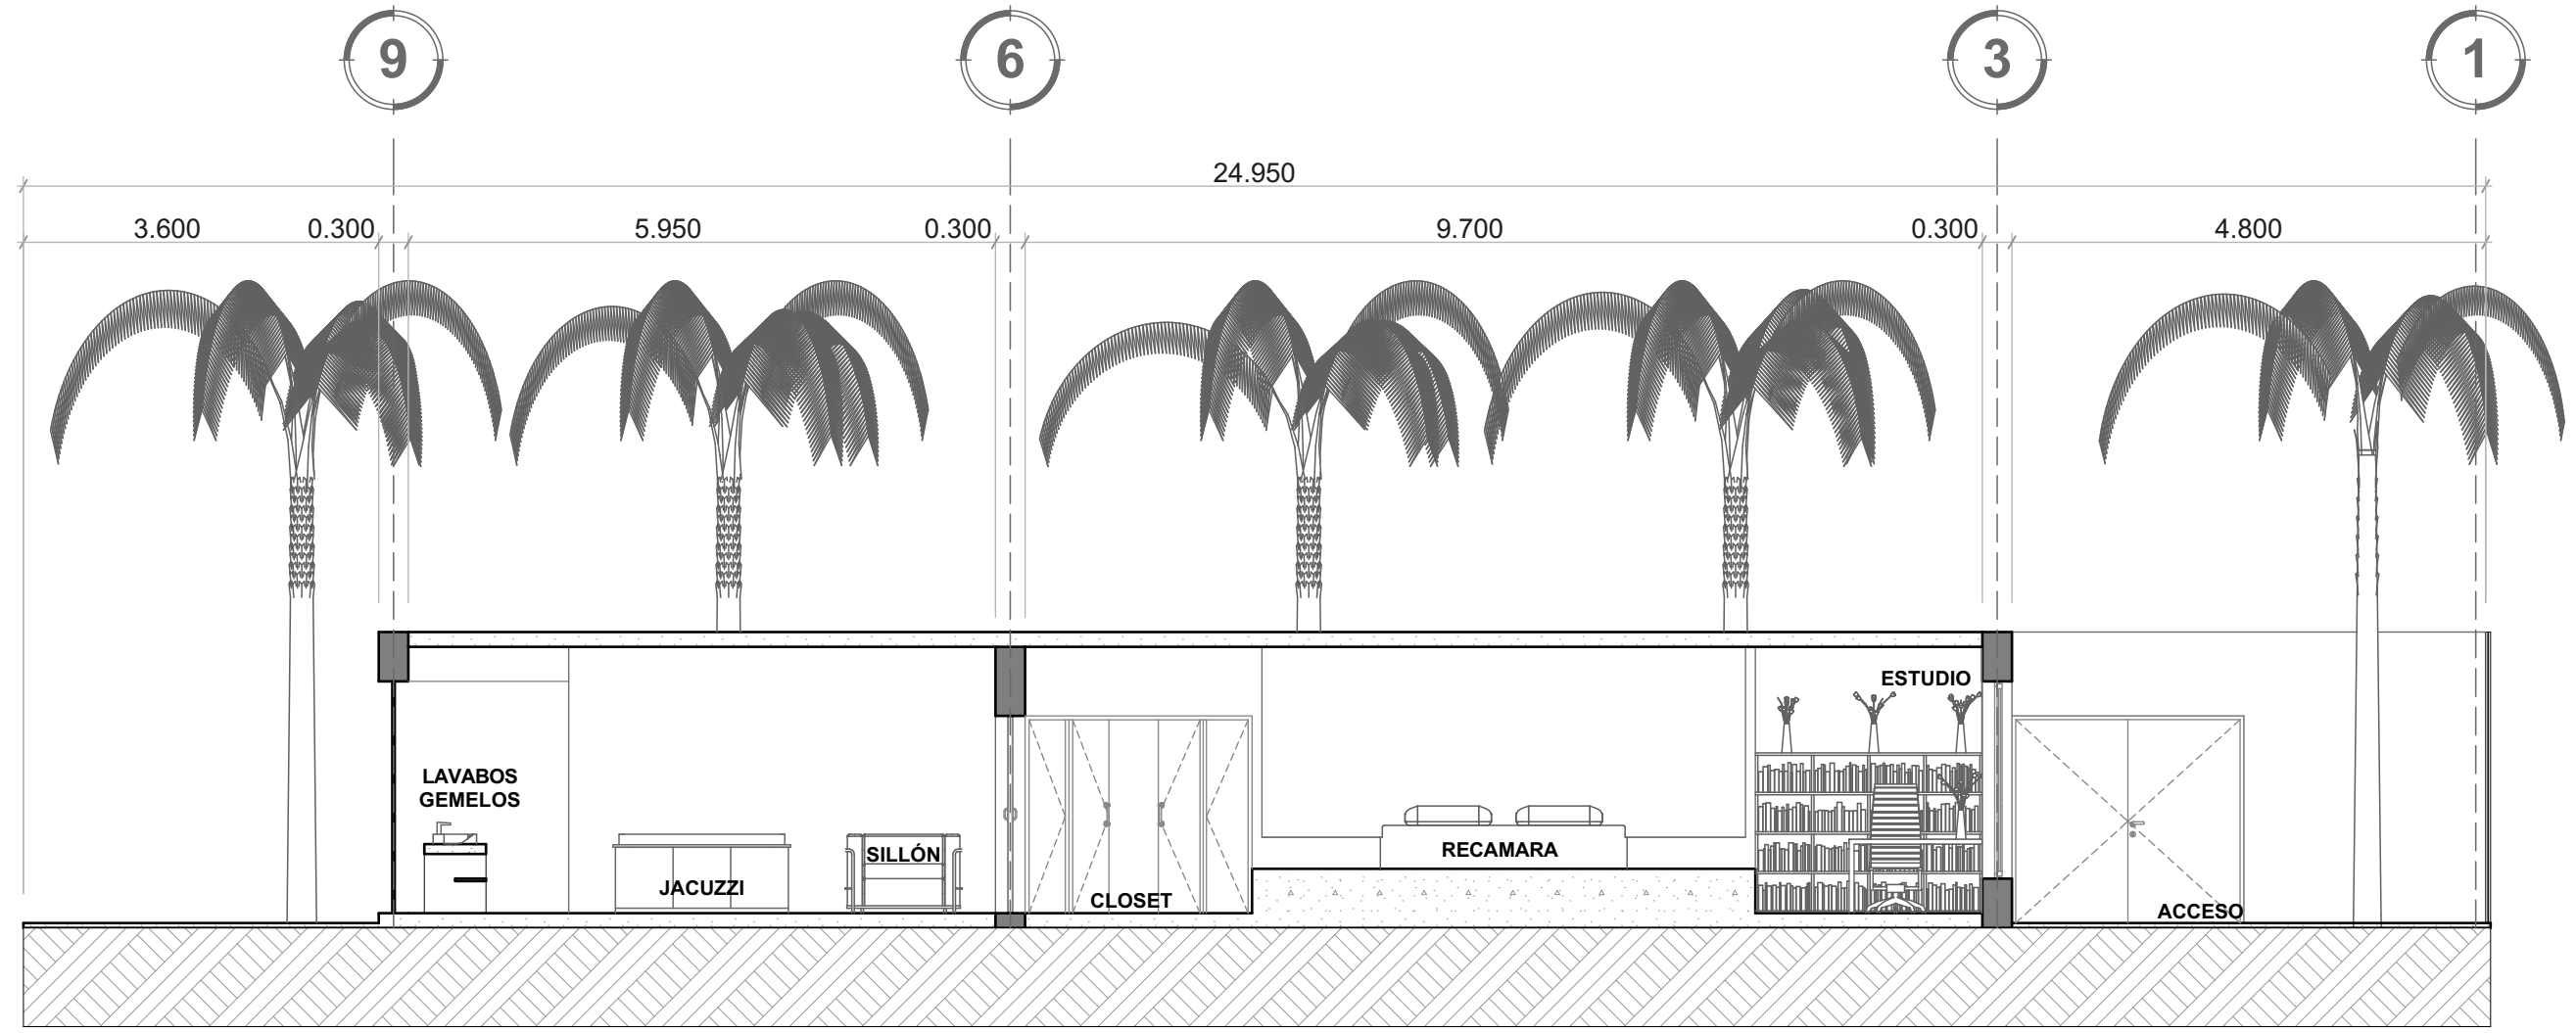 9 6 3 1
24.950
3.600 0.300 5.950 0.300 9.700 0.300 4.800
ESTUDIO
LAVABOS
GEMELOS
SILLÓN
RECAMARA
JACUZZI
CLOSET
ACCESO